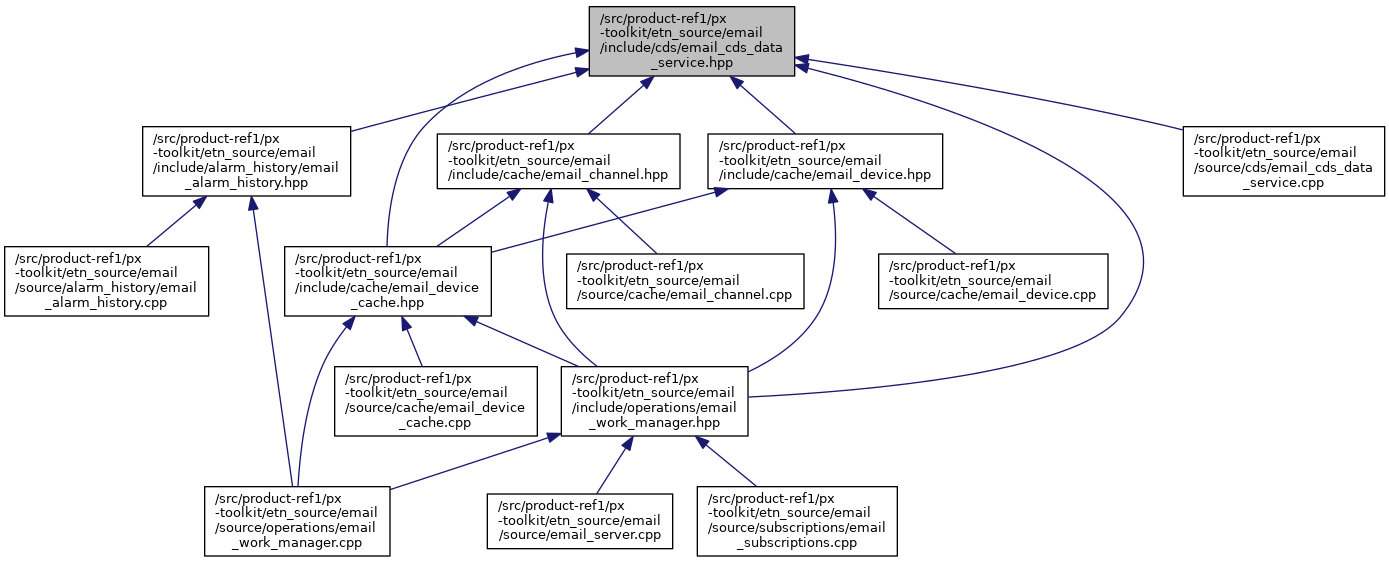 /src/product-ref1/px
-toolkit/etn_source/email
/include/cds/email_cds_data
_service.hpp
/src/product-ref1/px
-toolkit/etn_source/email
/include/alarm_history/email
_alarm_history.hpp
/src/product-ref1/px
-toolkit/etn_source/email
/include/cache/email_channel.hpp
/src/product-ref1/px
-toolkit/etn_source/email
/include/cache/email_device.hpp
/src/product-ref1/px
-toolkit/etn_source/email
/source/cds/email_cds_data
_service.cpp
/src/product-ref1/px
-toolkit/etn_source/email
/source/alarm_history/email
_alarm_history.cpp
/src/product-ref1/px
-toolkit/etn_source/email
/include/cache/email_device
_cache.hpp
/src/product-ref1/px
-toolkit/etn_source/email
/source/cache/email_channel.cpp
/src/product-ref1/px
-toolkit/etn_source/email
/source/cache/email_device.cpp
/src/product-ref1/px
-toolkit/etn_source/email
/source/cache/email_device
_cache.cpp
/src/product-ref1/px
-toolkit/etn_source/email
/include/operations/email
_work_manager.hpp
/src/product-ref1/px
-toolkit/etn_source/email
/source/operations/email
_work_manager.cpp
/src/product-ref1/px
-toolkit/etn_source/email
/source/email_server.cpp
/src/product-ref1/px
-toolkit/etn_source/email
/source/subscriptions/email
_subscriptions.cpp